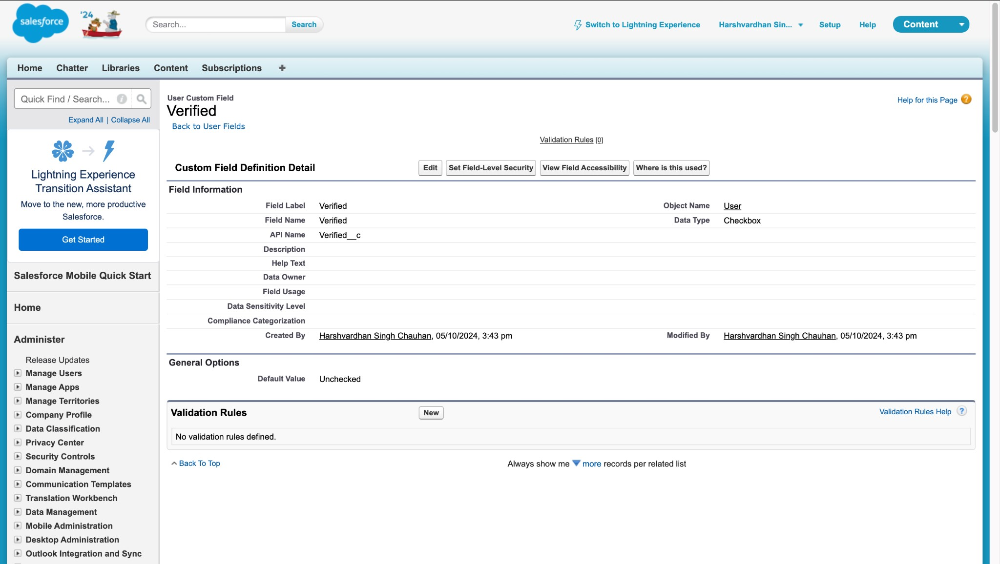 salesforce
'24
Search...
Search
Switch to Lightning Experience
Harshvardhan Sin...
Setup
Help
Content
Home
Chatter
Libraries
Content
Subscriptions
Quick Find / Search...
Expand All | Collapse All
Lightning Experience
Transition Assistant
Move to the new, more productive
Salesforce.
Get Started
Salesforce Mobile Quick Start
Home
Administer
Release Updates
Manage Users
Manage Apps
Manage Territories
Company Profile
Data Classification
Privacy Center
Security Controls
Domain Management
Communication Templates
Translation Workbench
Data Management
Mobile Administration
Desktop Administration
Outlook Integration and Sync
User Custom Field
Verified
Help for this Page
Back to User Fields
Validation Rules [0]
Custom Field Definition Detail
Edit
Set Field-Level Security
View Field Accessibility
Where is this used?
Field Information
Field Label Verified
Object Name User
Field Name Verified
Data Type Checkbox
API Name Verified__c
Description
Help Text
Data Owner
Field Usage
Data Sensitivity Level
Compliance Categorization
Created By Harshvardhan Singh Chauhan, 05/10/2024, 3:43 pm
Modified By Harshvardhan Singh Chauhan, 05/10/2024, 3:43 pm
General Options
Default Value Unchecked
Validation Rules
New
Validation Rules Help ?
No validation rules defined.
Back To Top
Always show me more records per related list